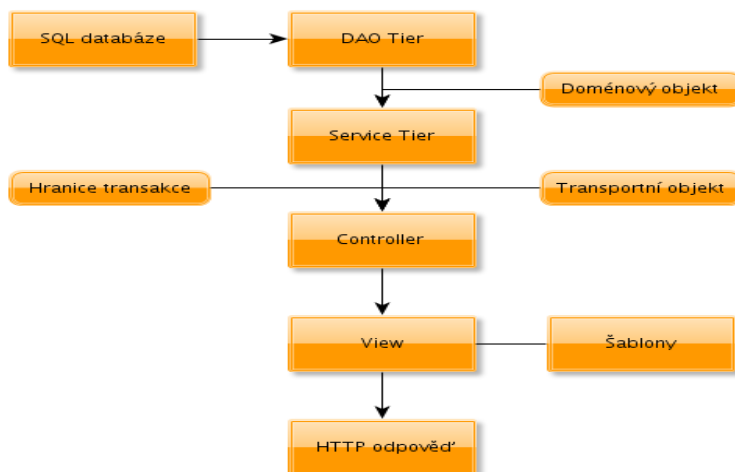 SQL databáze
DAO Tier
Doménový objekt
Service Tier
Hranice transakce
Transportní objekt
Controller
View
Šablony
HTTP odpověď